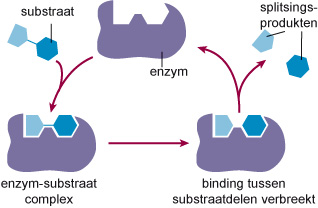 substraat
splitsings-
produkten
enzym
enzym-substraat
complex
binding tussen
substraatdelen verbreekt